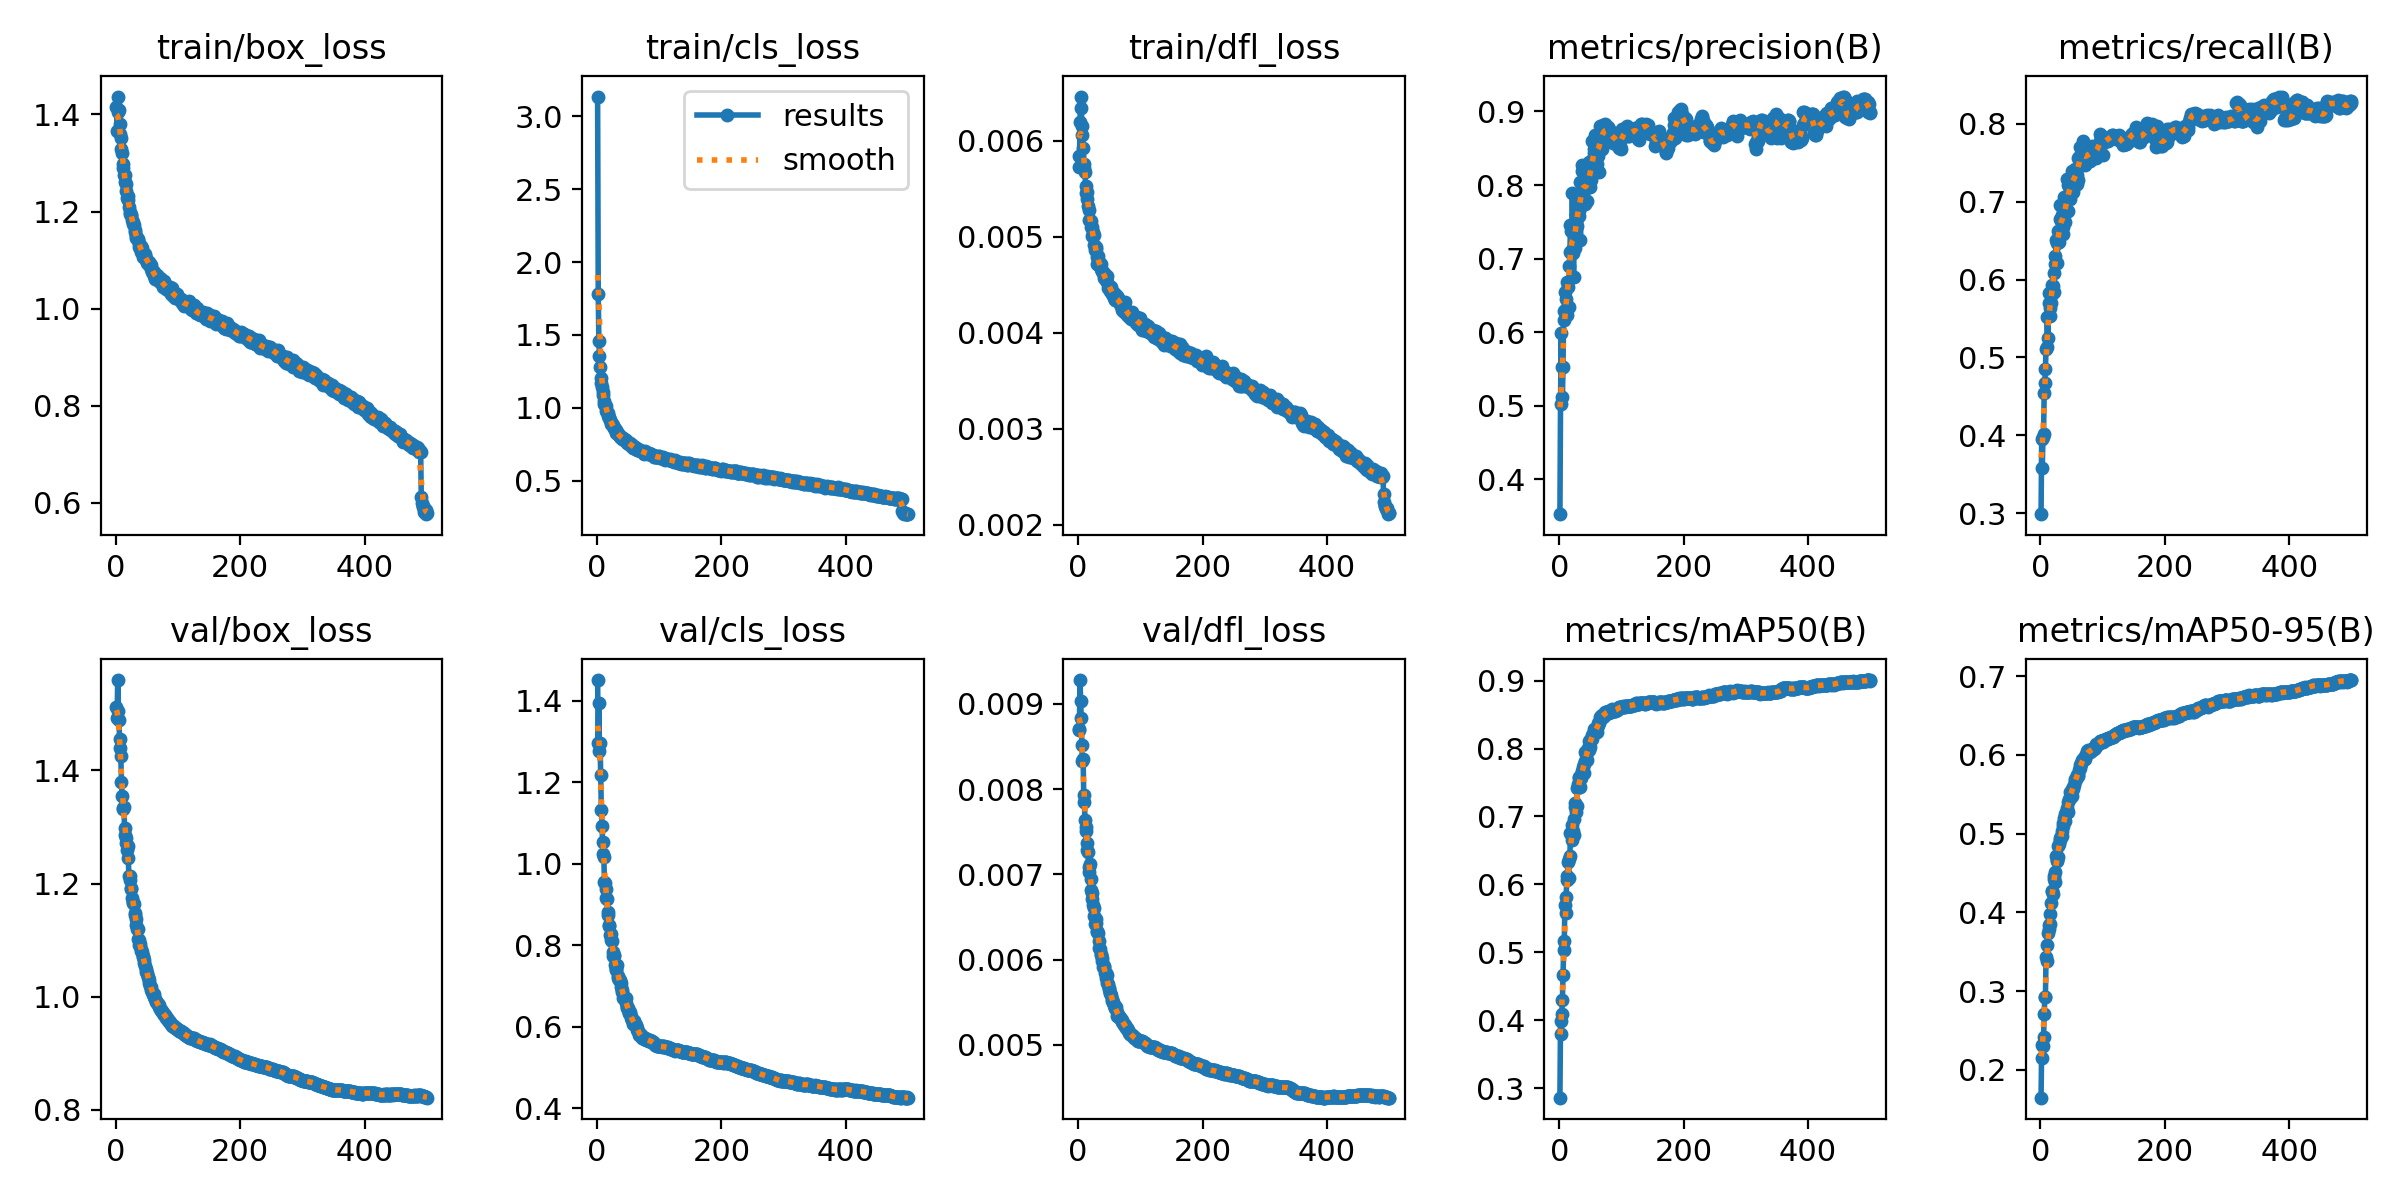 train/box_loss
1.4
1.2
1.0
0.8
0.6
0 200 400
train/cls_loss
results
smooth
3.0
2.5
2.0
1.5
1.0
0.5
0 200 400
train/dfl_loss
0.006
0.005
0.004
0.003
0.002
0 200 400
metrics/precision(B)
0.9
0.8
0.7
0.6
0.5
0.4
0 200 400
metrics/recall(B)
0.8
0.7
0.6
0.5
0.4
0.3
0 200 400
val/box_loss
1.4
1.2
1.0
0.8
0 200 400
val/cls_loss
1.4
1.2
1.0
0.8
0.6
0.4
0 200 400
val/dfl_loss
0.009
0.008
0.007
0.006
0.005
0 200 400
metrics/mAP50(B)
0.9
0.8
0.7
0.6
0.5
0.4
0.3
0 200 400
metrics/mAP50-95(B)
0.7
0.6
0.5
0.4
0.3
0.2
0 200 400